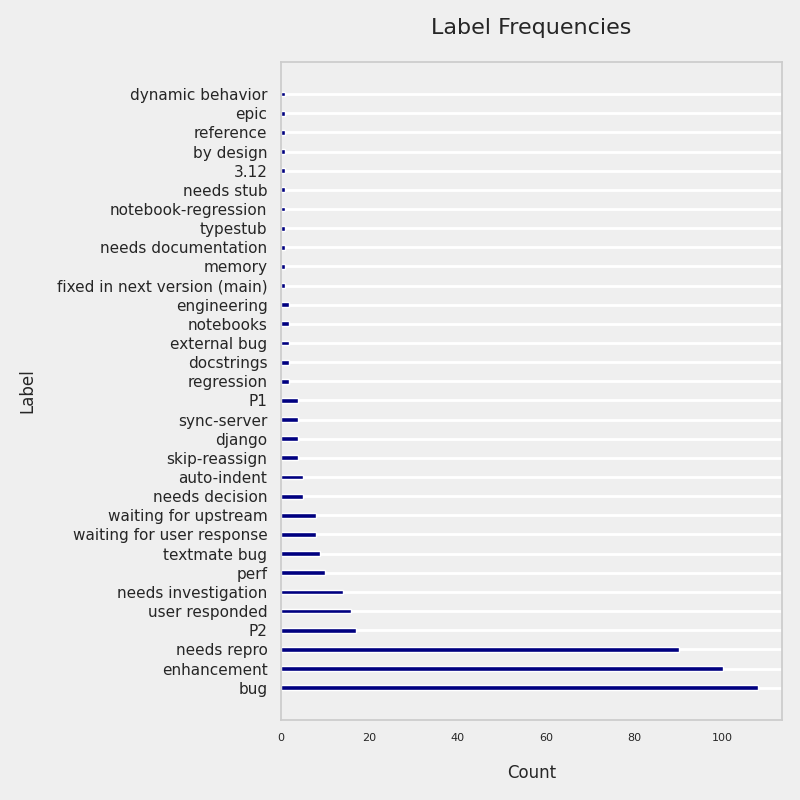 Label Frequencies
dynamic behavior
epic
reference
by design
3.12
needs stub
notebook-regression
typestub
needs documentation
memory
fixed in next version (main)
engineering
notebooks
external bug
docstrings
regression
P1
sync-server
django
skip-reassign
auto-indent
needs decision
waiting for upstream
waiting for user response
textmate bug
perf
needs investigation
user responded
P2
needs repro
enhancement
bug
Label
0 20 40 60 80 100
Count